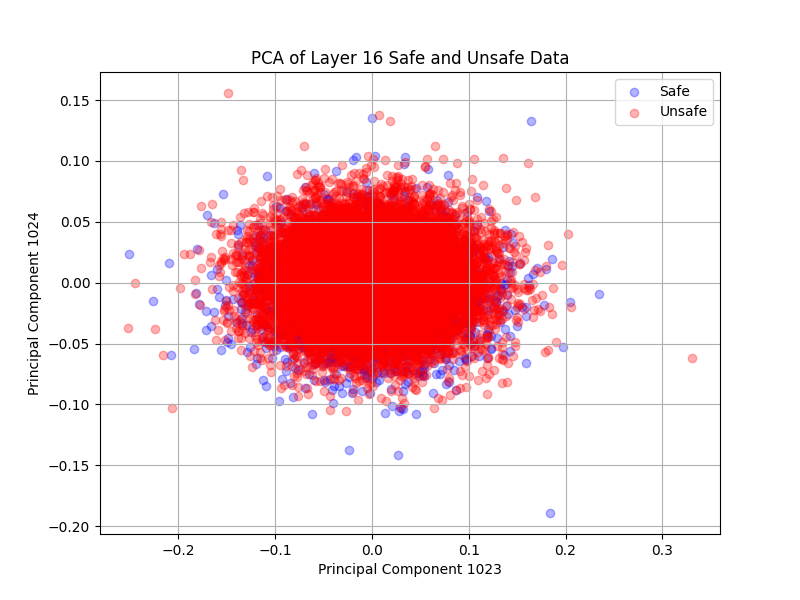 PCA of Layer 16 Safe and Unsafe Data
Safe
Unsafe
0.15
0.10
0.05
0.00
−0.05
−0.10
−0.15
−0.20
Principal Component 1024
−0.2
−0.1
0.0
0.1
0.2
0.3
Principal Component 1023